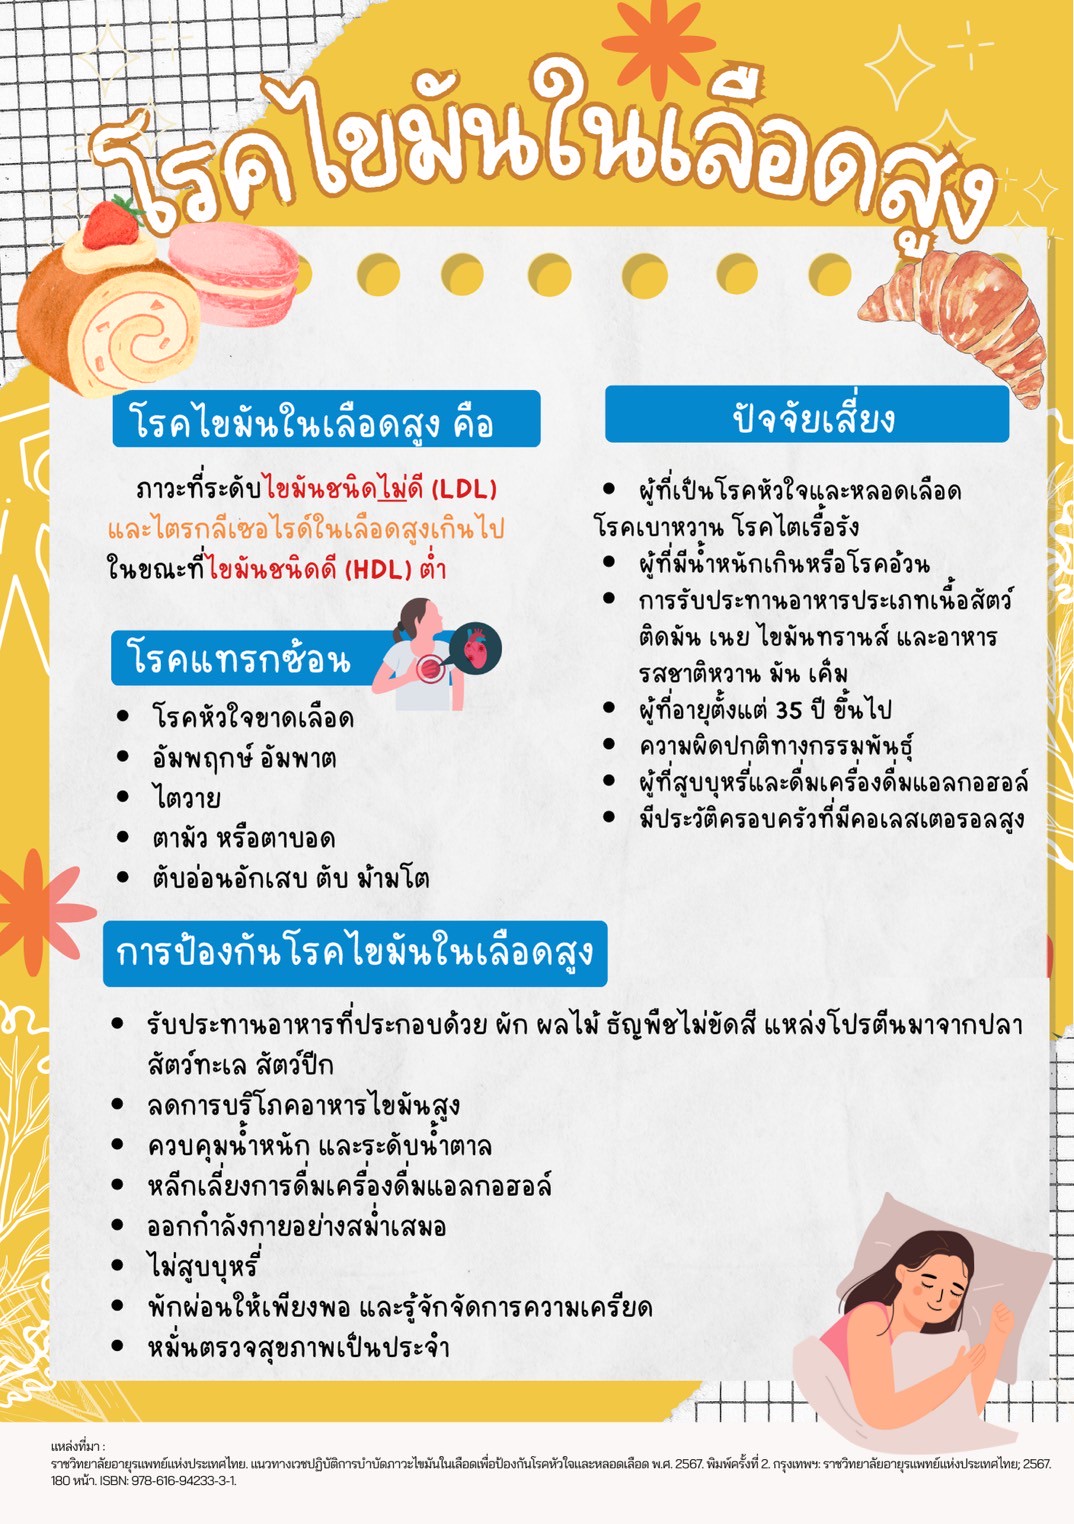 โรคไขมันในเลือดสูง
โรคไขมันในเลือดสูง คือ
ภาวะที่ระดับไขมันชนิดไม่ดี (LDL)
และไตรกลีเซอไรด์ในเลือดสูงเกินไป
ในขณะที่ไขมันชนิดดี (HDL) ต่ำ
โรคแทรกซ้อน
• โรคหัวใจขาดเลือด
• อัมพฤกษ์ อัมพาต
• ไตวาย
• ตามัว หรือตาบอด
• ตับอ่อนอักเสบ ตับ ม้ามโต
ปัจจัยเสี่ยง
• ผู้ที่เป็นโรคหัวใจและหลอดเลือด
โรคเบาหวาน โรคไตเรื้อรัง
• ผู้ที่มีน้ำหนักเกินหรือโรคอ้วน
• การรับประทานอาหารประเภทเนื้อสัตว์
ติดมัน เนย ไขมันทรานส์ และอาหาร
รสชาติหวาน มัน เค็ม
• ผู้ที่อายุตั้งแต่ 35 ปี ขึ้นไป
• ความผิดปกติทางกรรมพันธุ์
• ผู้ที่สูบบุหรี่และดื่มเครื่องดื่มแอลกอฮอล์
• มีประวัติครอบครัวที่มีคอเลสเตอรอลสูง
การป้องกันโรคไขมันในเลือดสูง
• รับประทานอาหารที่ประกอบด้วย ผัก ผลไม้ ธัญพืชไม่ขัดสี แหล่งโปรตีนมาจากปลา
สัตว์ทะเล สัตว์ปีก
• ลดการบริโภคอาหารไขมันสูง
• ควบคุมน้ำหนัก และระดับน้ำตาล
• หลีกเลี่ยงการดื่มเครื่องดื่มแอลกอฮอล์
• ออกกำลังกายอย่างสม่ำเสมอ
• ไม่สูบบุหรี่
• พักผ่อนให้เพียงพอ และรู้จักจัดการความเครียด
• หมั่นตรวจสุขภาพเป็นประจำ
แหล่งที่มา :
ราชวิทยาลัยอายุรแพทย์แห่งประเทศไทย. แนวทางเวชปฏิบัติการบำบัดภาวะไขมันในเลือดเพื่อป้องกันโรคหัวใจและหลอดเลือด พ.ศ. 2567. พิมพ์ครั้งที่ 2. กรุงเทพฯ: ราชวิทยาลัยอายุรแพทย์แห่งประเทศไทย; 2567.
180 หน้า. ISBN: 978-616-94233-3-1.